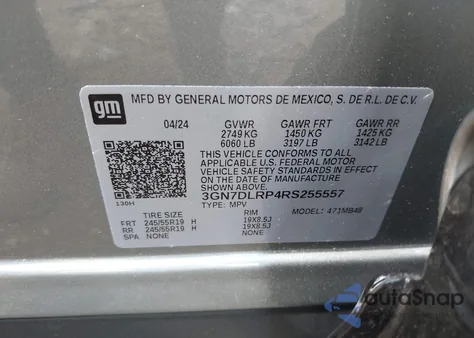 gm
MFD BY GENERAL MOTORS DE MEXICO, S. DE R.L. DE C.V.
04/24 GVWR GAWR FRT GAWR RR
2749 KG 1450 KG 1425 KG
6060 LB 3197 LB 3142 LB
THIS VEHICLE CONFORMS TO ALL
APPLICABLE U.S. FEDERAL MOTOR
VEHICLE SAFETY STANDARDS IN EFFECT
ON THE DATE OF MANUFACTURE SHOWN ABOVE.
3GN7DLRP4RS255557
130H
TYPE: MPV MODEL: 471MB48
TIRE SIZE RIM
FRT 245/55R19 H 19X8.5J
RR 245/55R19 H 19X8.5J
SPA NONE NONE
autoSnap